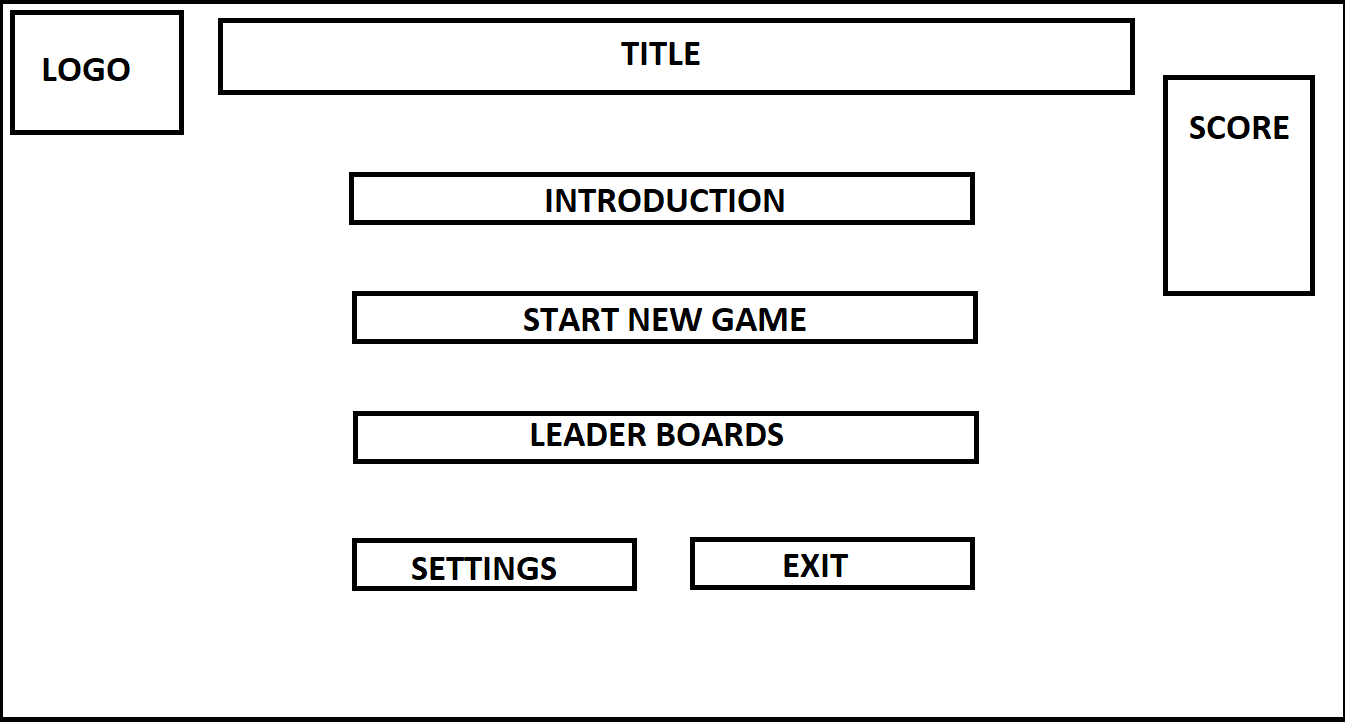 LOGO
TITLE
SCORE
INTRODUCTION
START NEW GAME
LEADER BOARDS
SETTINGS
EXIT